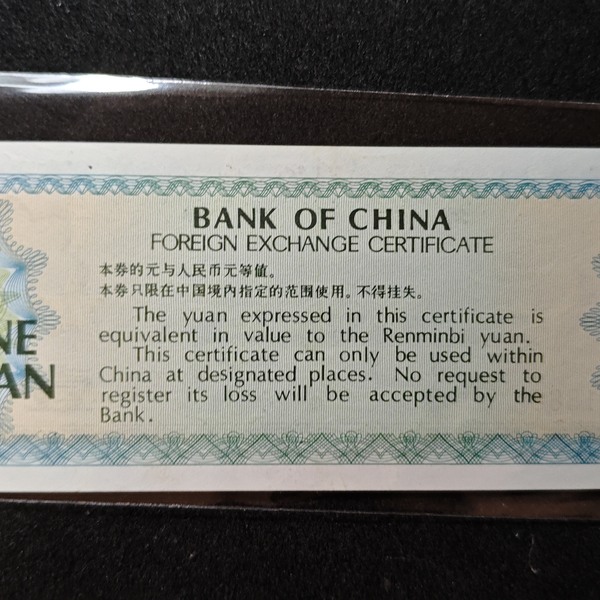 BANK OF CHINA
FOREIGN EXCHANGE CERTIFICATE
本券的元与人民币元等值。
本券只限在中国境内指定的范围使用。不得挂失。
The yuan expressed in this certificate is
equivalent in value to the Renminbi yuan.
This certificate can only be used within
China at designated places. No request to
register its loss will be accepted by the
Bank.
NE
AN